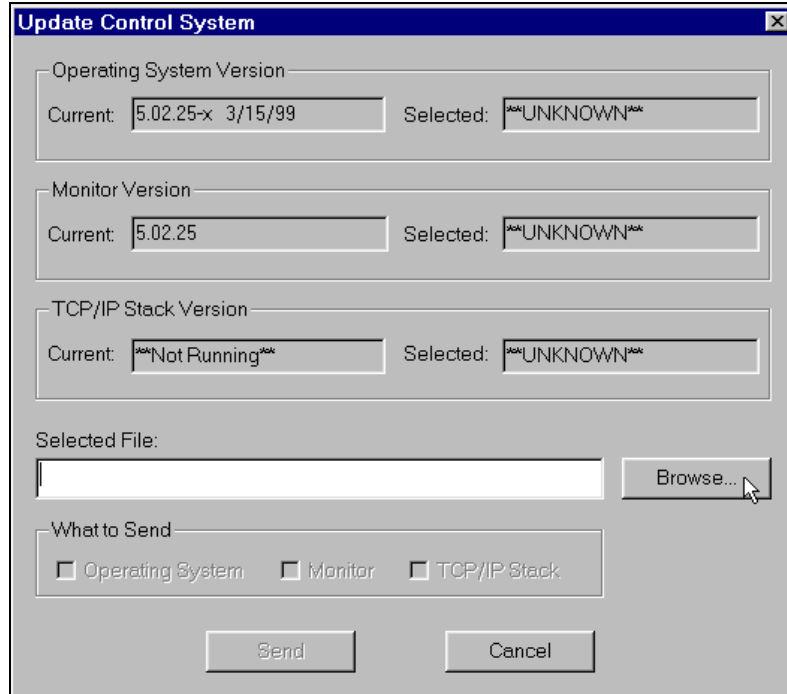 Update Control System
Operating System Version
Current: 5.02.25-x 3/15/99 Selected: **UNKNOWN**
Monitor Version
Current: 5.02.25 Selected: **UNKNOWN**
TCP/IP Stack Version
Current: **Not Running** Selected: **UNKNOWN**
Selected File:
Browse...
What to Send
Operating System Monitor TCP/IP Stack
Send Cancel